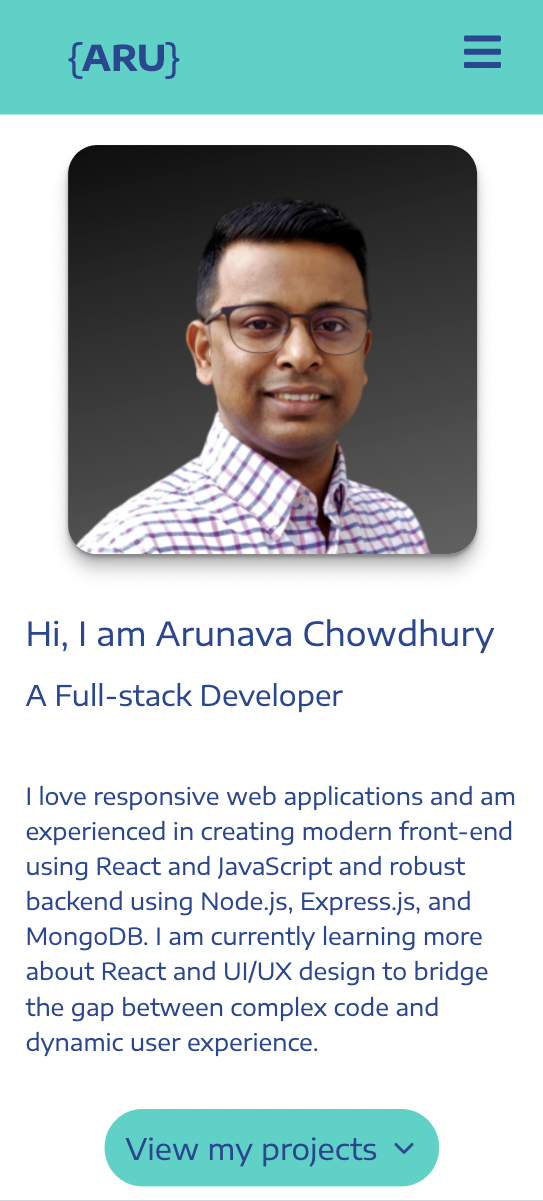 {ARU}
Hi, I am Arunava Chowdhury
A Full-stack Developer
I love responsive web applications and am
experienced in creating modern front-end
using React and JavaScript and robust
backend using Node.js, Express.js, and
MongoDB. I am currently learning more
about React and UI/UX design to bridge
the gap between complex code and
dynamic user experience.
View my projects